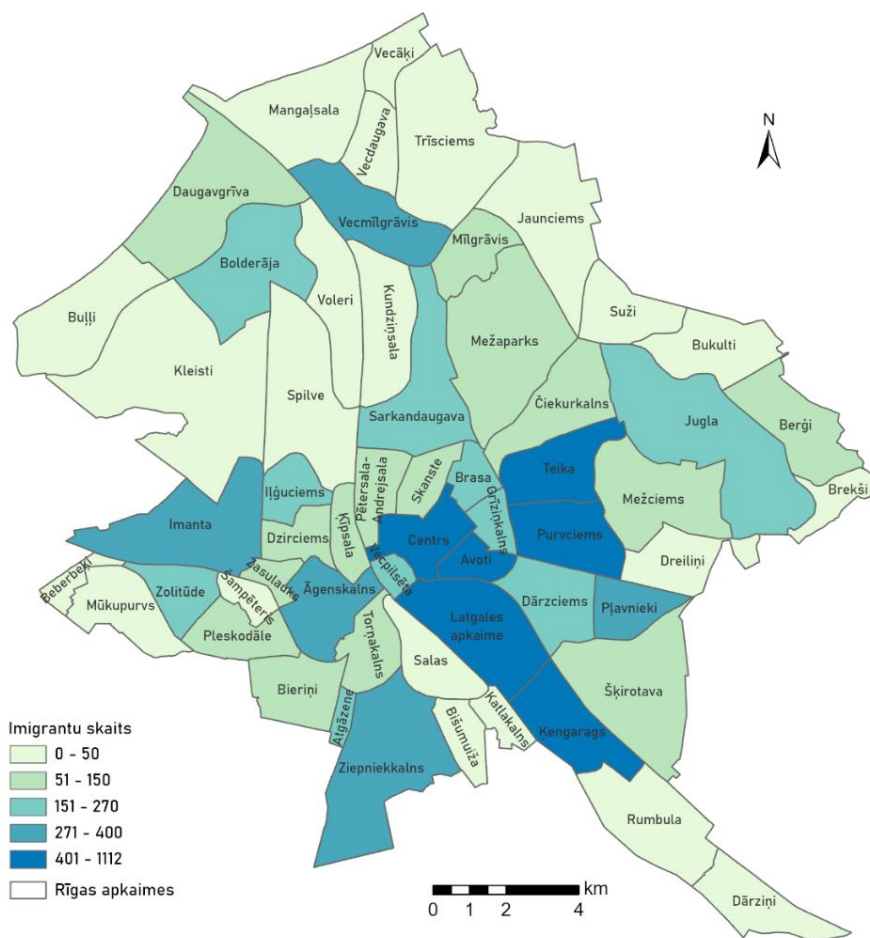 Vecāķi
Mangaļsala
Vecdaugava
Trīsciems
N
Daugavgrīva
Vecmīlgrāvis
Jaunciems
Mīlgrāvis
Bolderāja
Voleri
Kundziņsala
Suži
Buļļi
Bukulti
Mežaparks
Kleisti
Spilve
Čiekurkalns
Jugla
Sarkandaugava
Berģi
Pētersala-
Andrejsala
Skanste
Brasa
Teika
Iļģuciems
Grīziņkalns
Mežciems
Brekši
Imanta
Ķīpsala
Dzirciems
Centrs
Purvciems
Avoti
Dreiliņi
Vecpilsēta
Beberbeķi
Zasulauks
Zolitūde
Šampēteris
Āgenskalns
Mūkupurvs
Dārzciems
Pļavnieki
Latgales
apkaime
Pleskodāle
Torņakalns
Salas
Bieriņi
Šķirotava
Atgāzene
Bišumuiža
Katlakalns
Ķengarags
Ziepniekkalns
Rumbula
Dārziņi
Imigrantu skaits
0 - 50
51 - 150
151 - 270
271 - 400
401 - 1112
Rīgas apkaimes
km
0 1 2 4